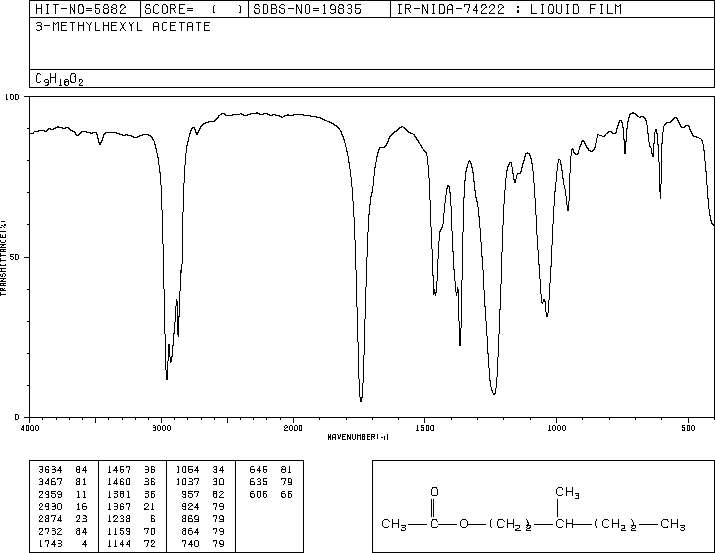 HIT-NO=5882 SCORE= ( ) SDBS-NO=19835 IR-NIDA-74222 : LIQUID FILM
3-METHYLHEXYL ACETATE
C9H18O2
100
50
0
TRANSMITTANCE(%)
4000 3000 2000 1500 1000 500
WAVENUMBER(-1)
3634 84 1467 36 1054 34 646 81
3467 81 1460 36 1037 30 635 79
2959 11 1381 36 957 62 606 66
2930 16 1367 21 924 79
2874 23 1238 6 869 79
2732 84 1159 70 864 79
1743 4 1144 72 740 79
O CH3
CH3 C O (CH2)2 CH (CH2)2 CH3